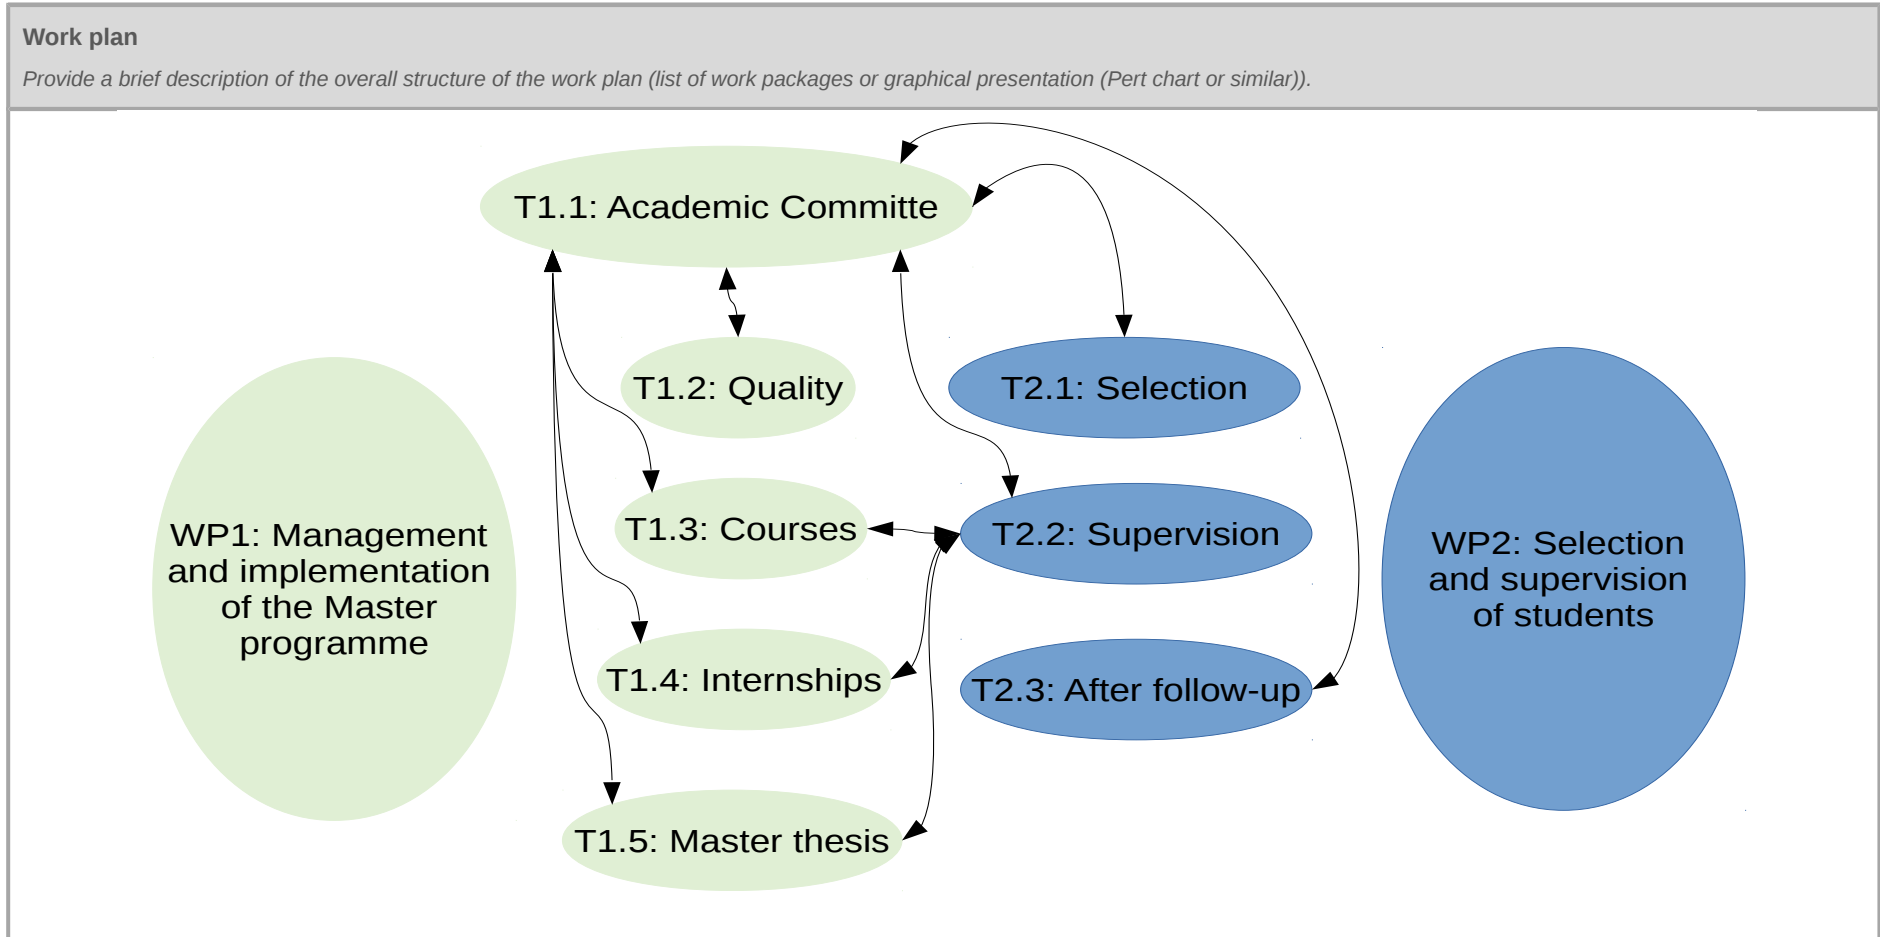 Work plan
Provide a brief description of the overall structure of the work plan (list of work packages or graphical presentation (Pert chart or similar)).
T1.1: Academic Committe
T1.2: Quality
T2.1: Selection
T1.3: Courses
T2.2: Supervision
WP1: Management
and implementation
of the Master
programme
WP2: Selection
and supervision
of students
T1.4: Internships
T2.3: After follow-up
T1.5: Master thesis